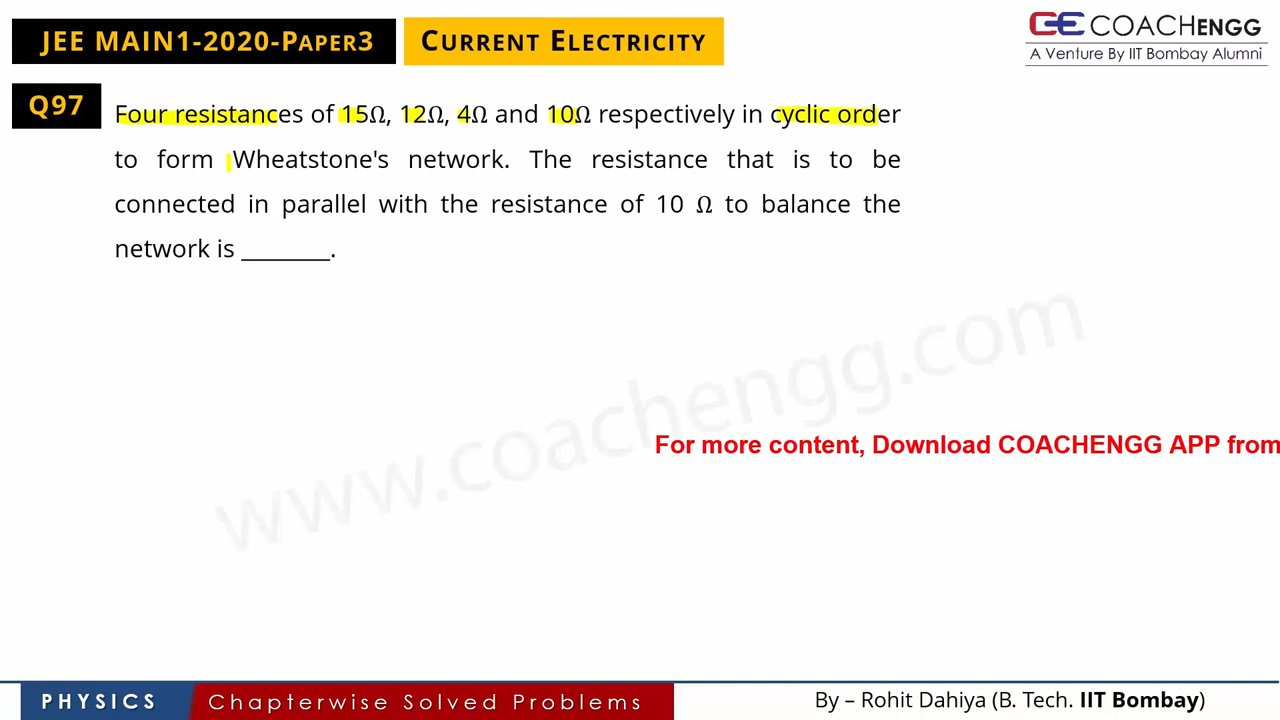 JEE MAIN1-2020-PAPER3
CURRENT ELECTRICITY
CE COACHENGG
A Venture By IIT Bombay Alumni
Q97
Four resistances of 15Ω, 12Ω, 4Ω and 10Ω respectively in cyclic order
to form Wheatstone's network. The resistance that is to be
connected in parallel with the resistance of 10 Ω to balance the
network is ________.
www.coachengg.com
For more content, Download COACHENGG APP from
PHYSICS
Chapterwise Solved Problems
By – Rohit Dahiya (B. Tech. IIT Bombay)